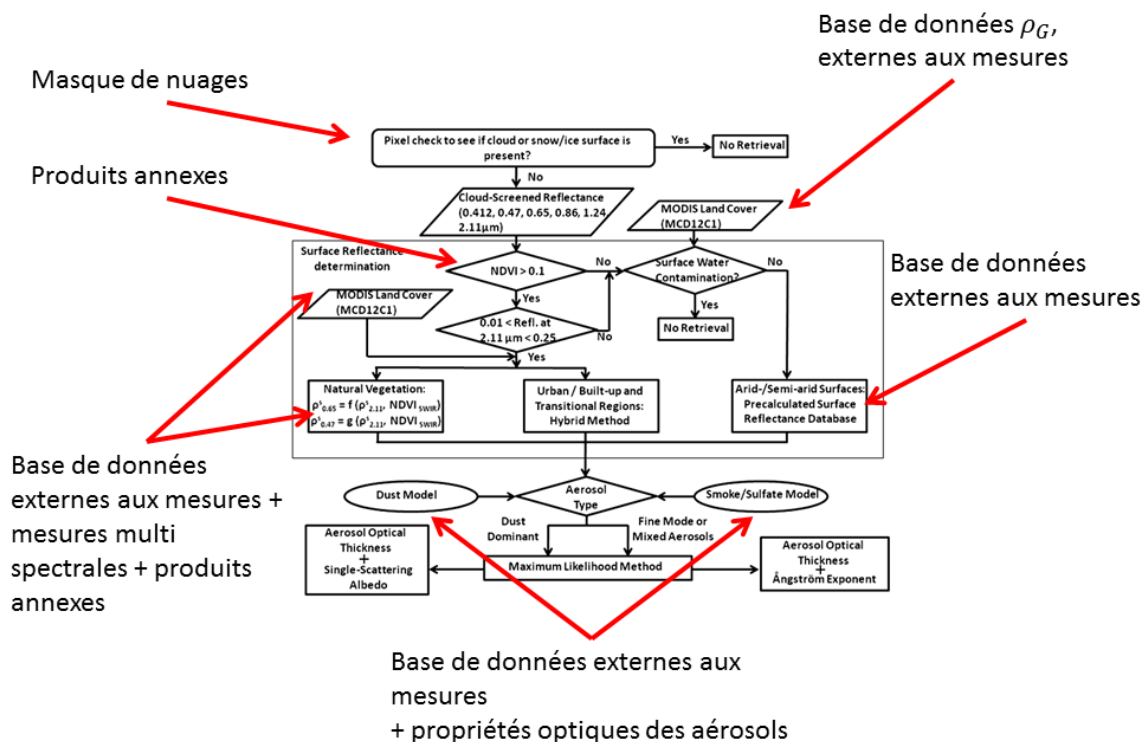 Base de données ρG,
externes aux mesures
Masque de nuages
Pixel check to see if cloud or snow/ice surface is
present?
Yes
No Retrieval
Produits annexes
No
Cloud-Screened Reflectance
(0.412, 0.47, 0.65, 0.86, 1.24
2.11μm)
MODIS Land Cover
(MCD12C1)
Surface Reflectance
determination
NDVI > 0.1
No
Surface Water
Contamination?
No
Base de données
externes aux mesures
MODIS Land Cover
(MCD12C1)
Yes
Yes
0.01 < Refl. at
2.11 μm < 0.25
No
No Retrieval
Yes
Natural Vegetation:
ρˢ0.65 = f (ρˢ2.11, NDVI SWIR)
ρˢ0.47 = g (ρˢ2.11, NDVI SWIR)
Urban / Built-up and
Transitional Regions:
Hybrid Method
Arid-/Semi-arid Surfaces:
Precalculated Surface
Reflectance Database
Base de données
externes aux mesures +
mesures multi
spectrales + produits
annexes
Dust Model
Aerosol
Type
Smoke/Sulfate Model
Dust
Dominant
Fine Mode or
Mixed Aerosols
Aerosol Optical
Thickness
+
Single-Scattering
Albedo
Maximum Likelihood Method
Aerosol Optical
Thickness
+
Ångström Exponent
Base de données externes aux
mesures
+ propriétés optiques des aérosols